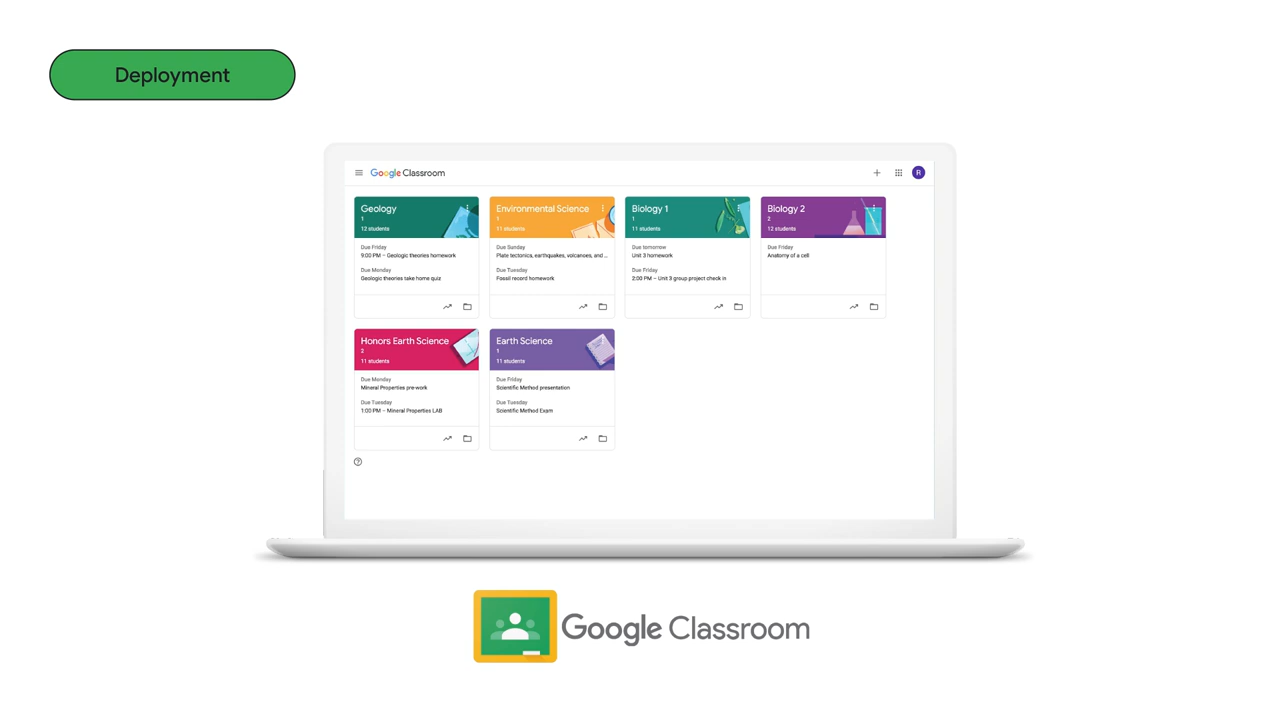 Deployment
Google Classroom
R
Geology
1
12 students
Due Friday
9:00 PM – Geologic theories homework
Due Monday
Geologic theories take home quiz
Environmental Science
1
11 students
Due Sunday
Plate tectonics, earthquakes, volcanoes, and ...
Due Tuesday
Fossil record homework
Biology 1
1
11 students
Due tomorrow
Unit 3 homework
Due Friday
2:00 PM – Unit 3 group project check in
Biology 2
2
12 students
Due Friday
Anatomy of a cell
Honors Earth Science
2
11 students
Due Monday
Mineral Properties pre-work
Due Tuesday
1:00 PM – Mineral Properties LAB
Earth Science
1
11 students
Due Friday
Scientific Method presentation
Due Tuesday
Scientific Method Exam
Google Classroom